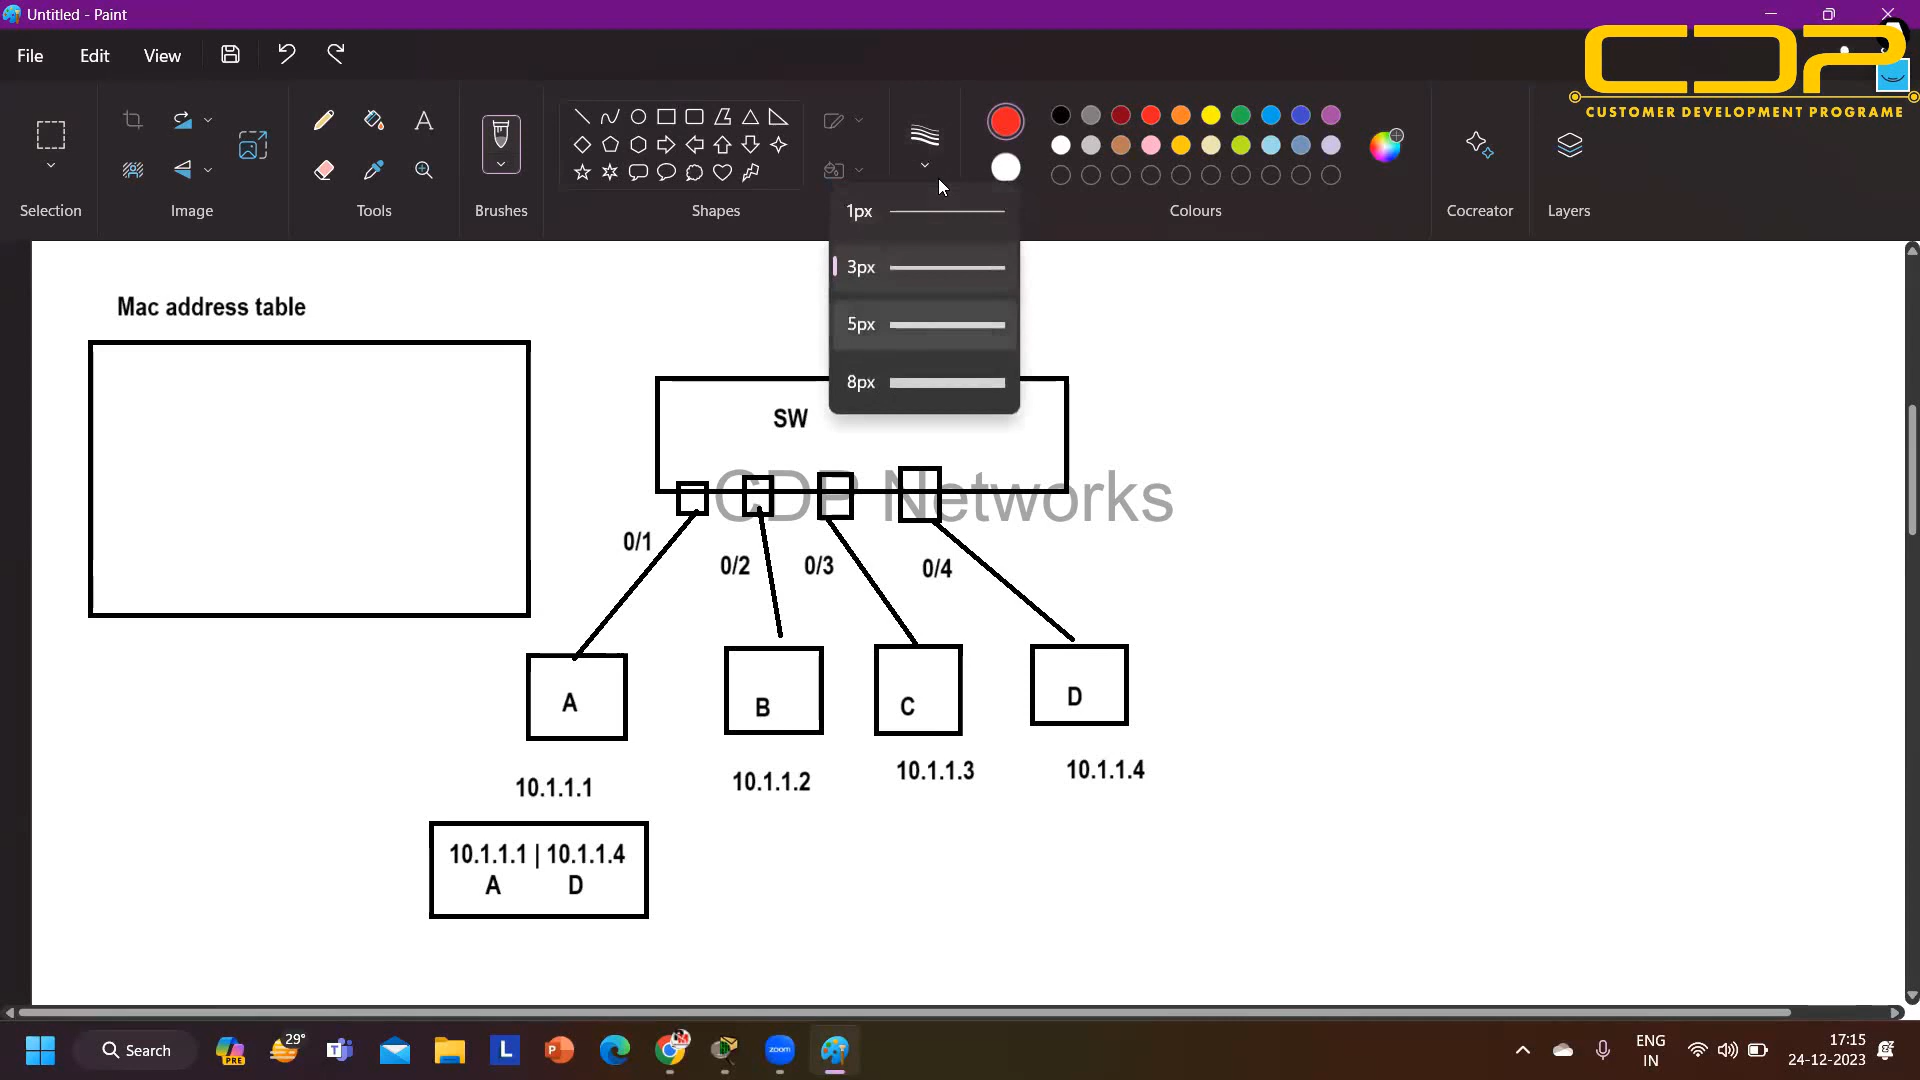 Untitled - Paint
File Edit View
CDP
CUSTOMER DEVELOPMENT PROGRAME
Selection Image Tools Brushes Shapes Colours Cocreator Layers
1px
3px
5px
8px
Mac address table
SW
CDP Networks
0/1
0/2 0/3 0/4
A B C D
10.1.1.1 10.1.1.2 10.1.1.3 10.1.1.4
10.1.1.1 | 10.1.1.4
A D
Search
PRE
29°
L
zoom
ENG
IN
17:15
24-12-2023